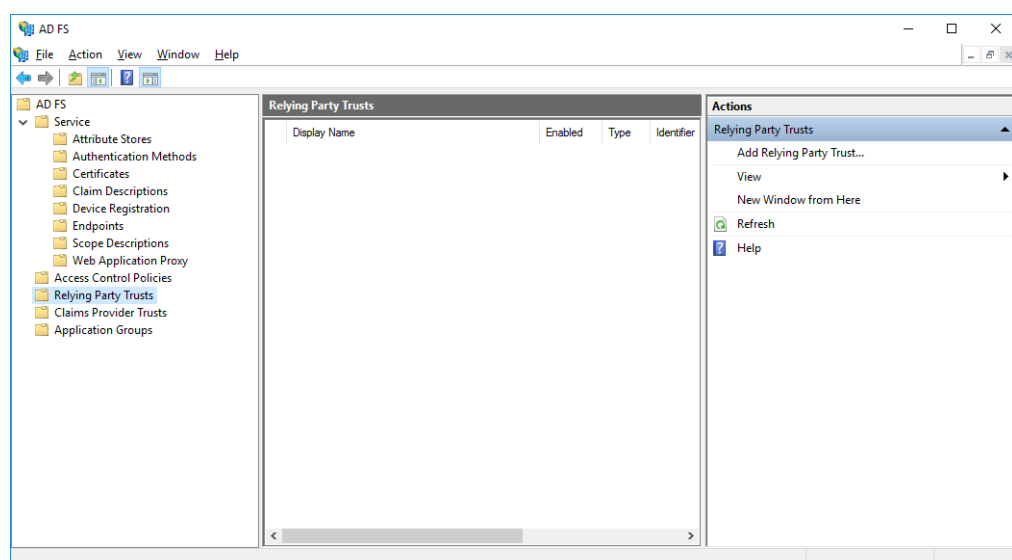 AD FS
File Action View Window Help
AD FS
Service
Attribute Stores
Authentication Methods
Certificates
Claim Descriptions
Device Registration
Endpoints
Scope Descriptions
Web Application Proxy
Access Control Policies
Relying Party Trusts
Claims Provider Trusts
Application Groups
Relying Party Trusts
Display Name Enabled Type Identifier
Actions
Relying Party Trusts
Add Relying Party Trust...
View
New Window from Here
Refresh
Help